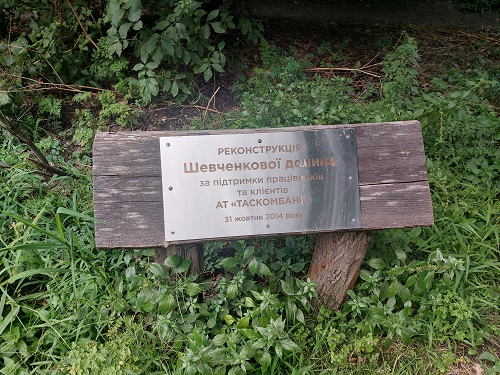 РЕКОНСТРУКЦІЯ
Шевченкової долини
за підтримки працівників
та клієнтів
АТ «ТАСКОМБАНК»
31 жовтня 2014 року